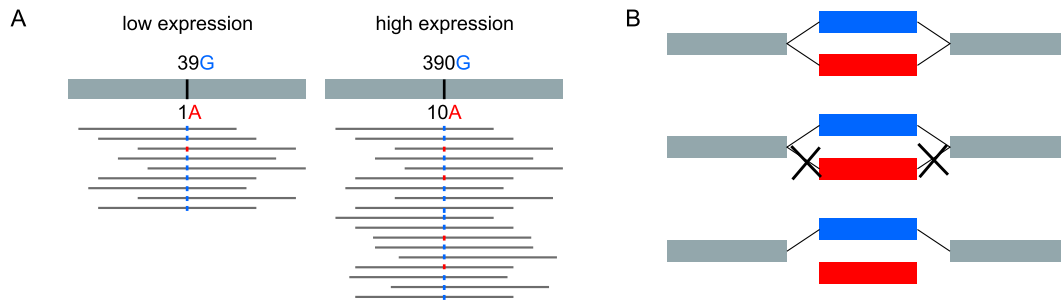 A
low expression
high expression
39G
1A
390G
10A
B